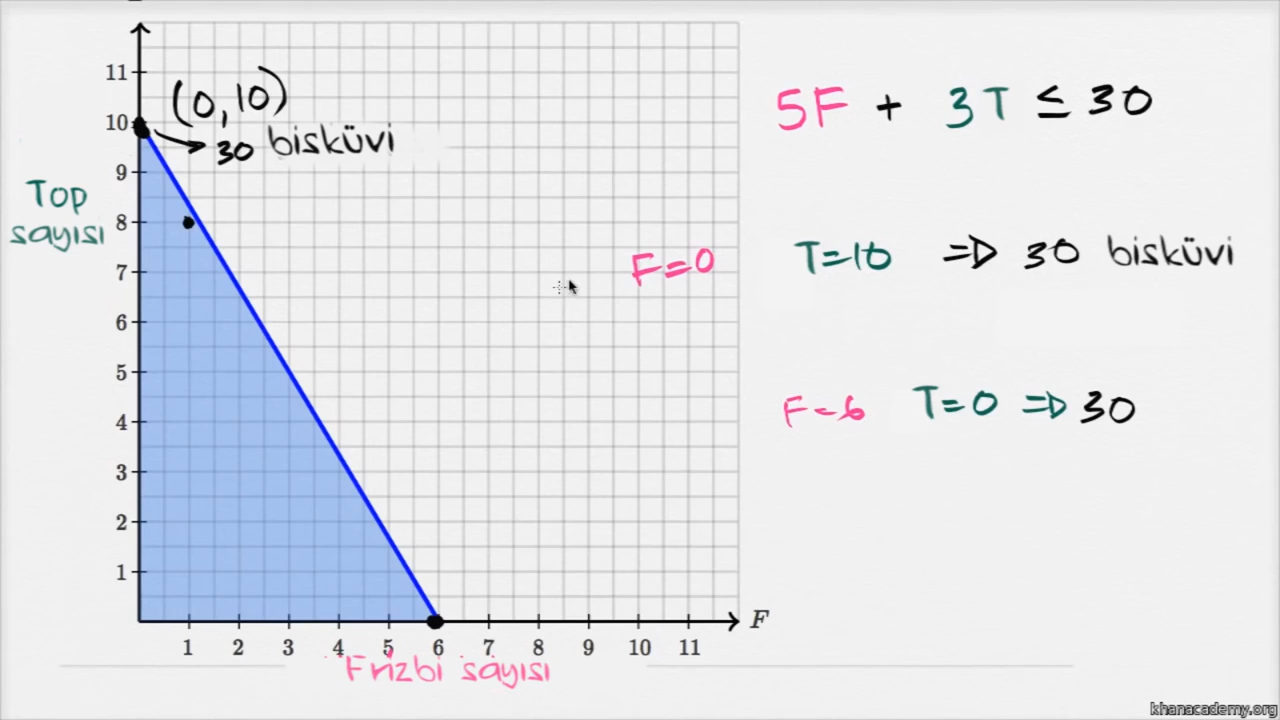 11
(0,10)
10
30 bisküvi
9
Top
sayısı
8
7
6
5
4
3
2
1
F
1 2 3 4 5 6 7 8 9 10 11
Frizbi sayısı
F=0
5F + 3T ≤ 30
T=10 => 30 bisküvi
F=6 T=0 => 30
khanacademy.org